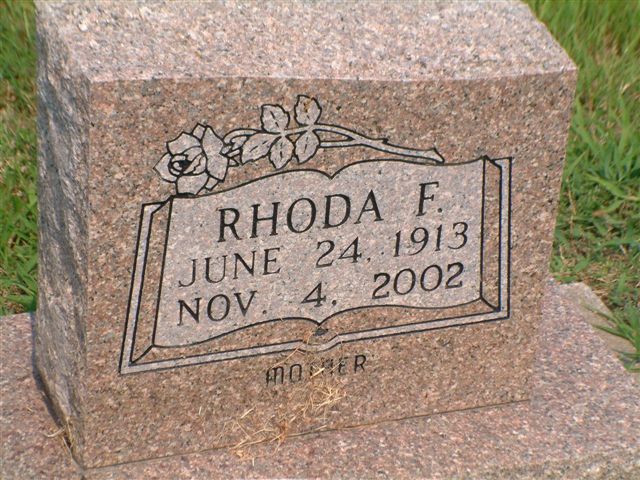 RHODA F.
JUNE 24, 1913
NOV. 4, 2002
MOTHER